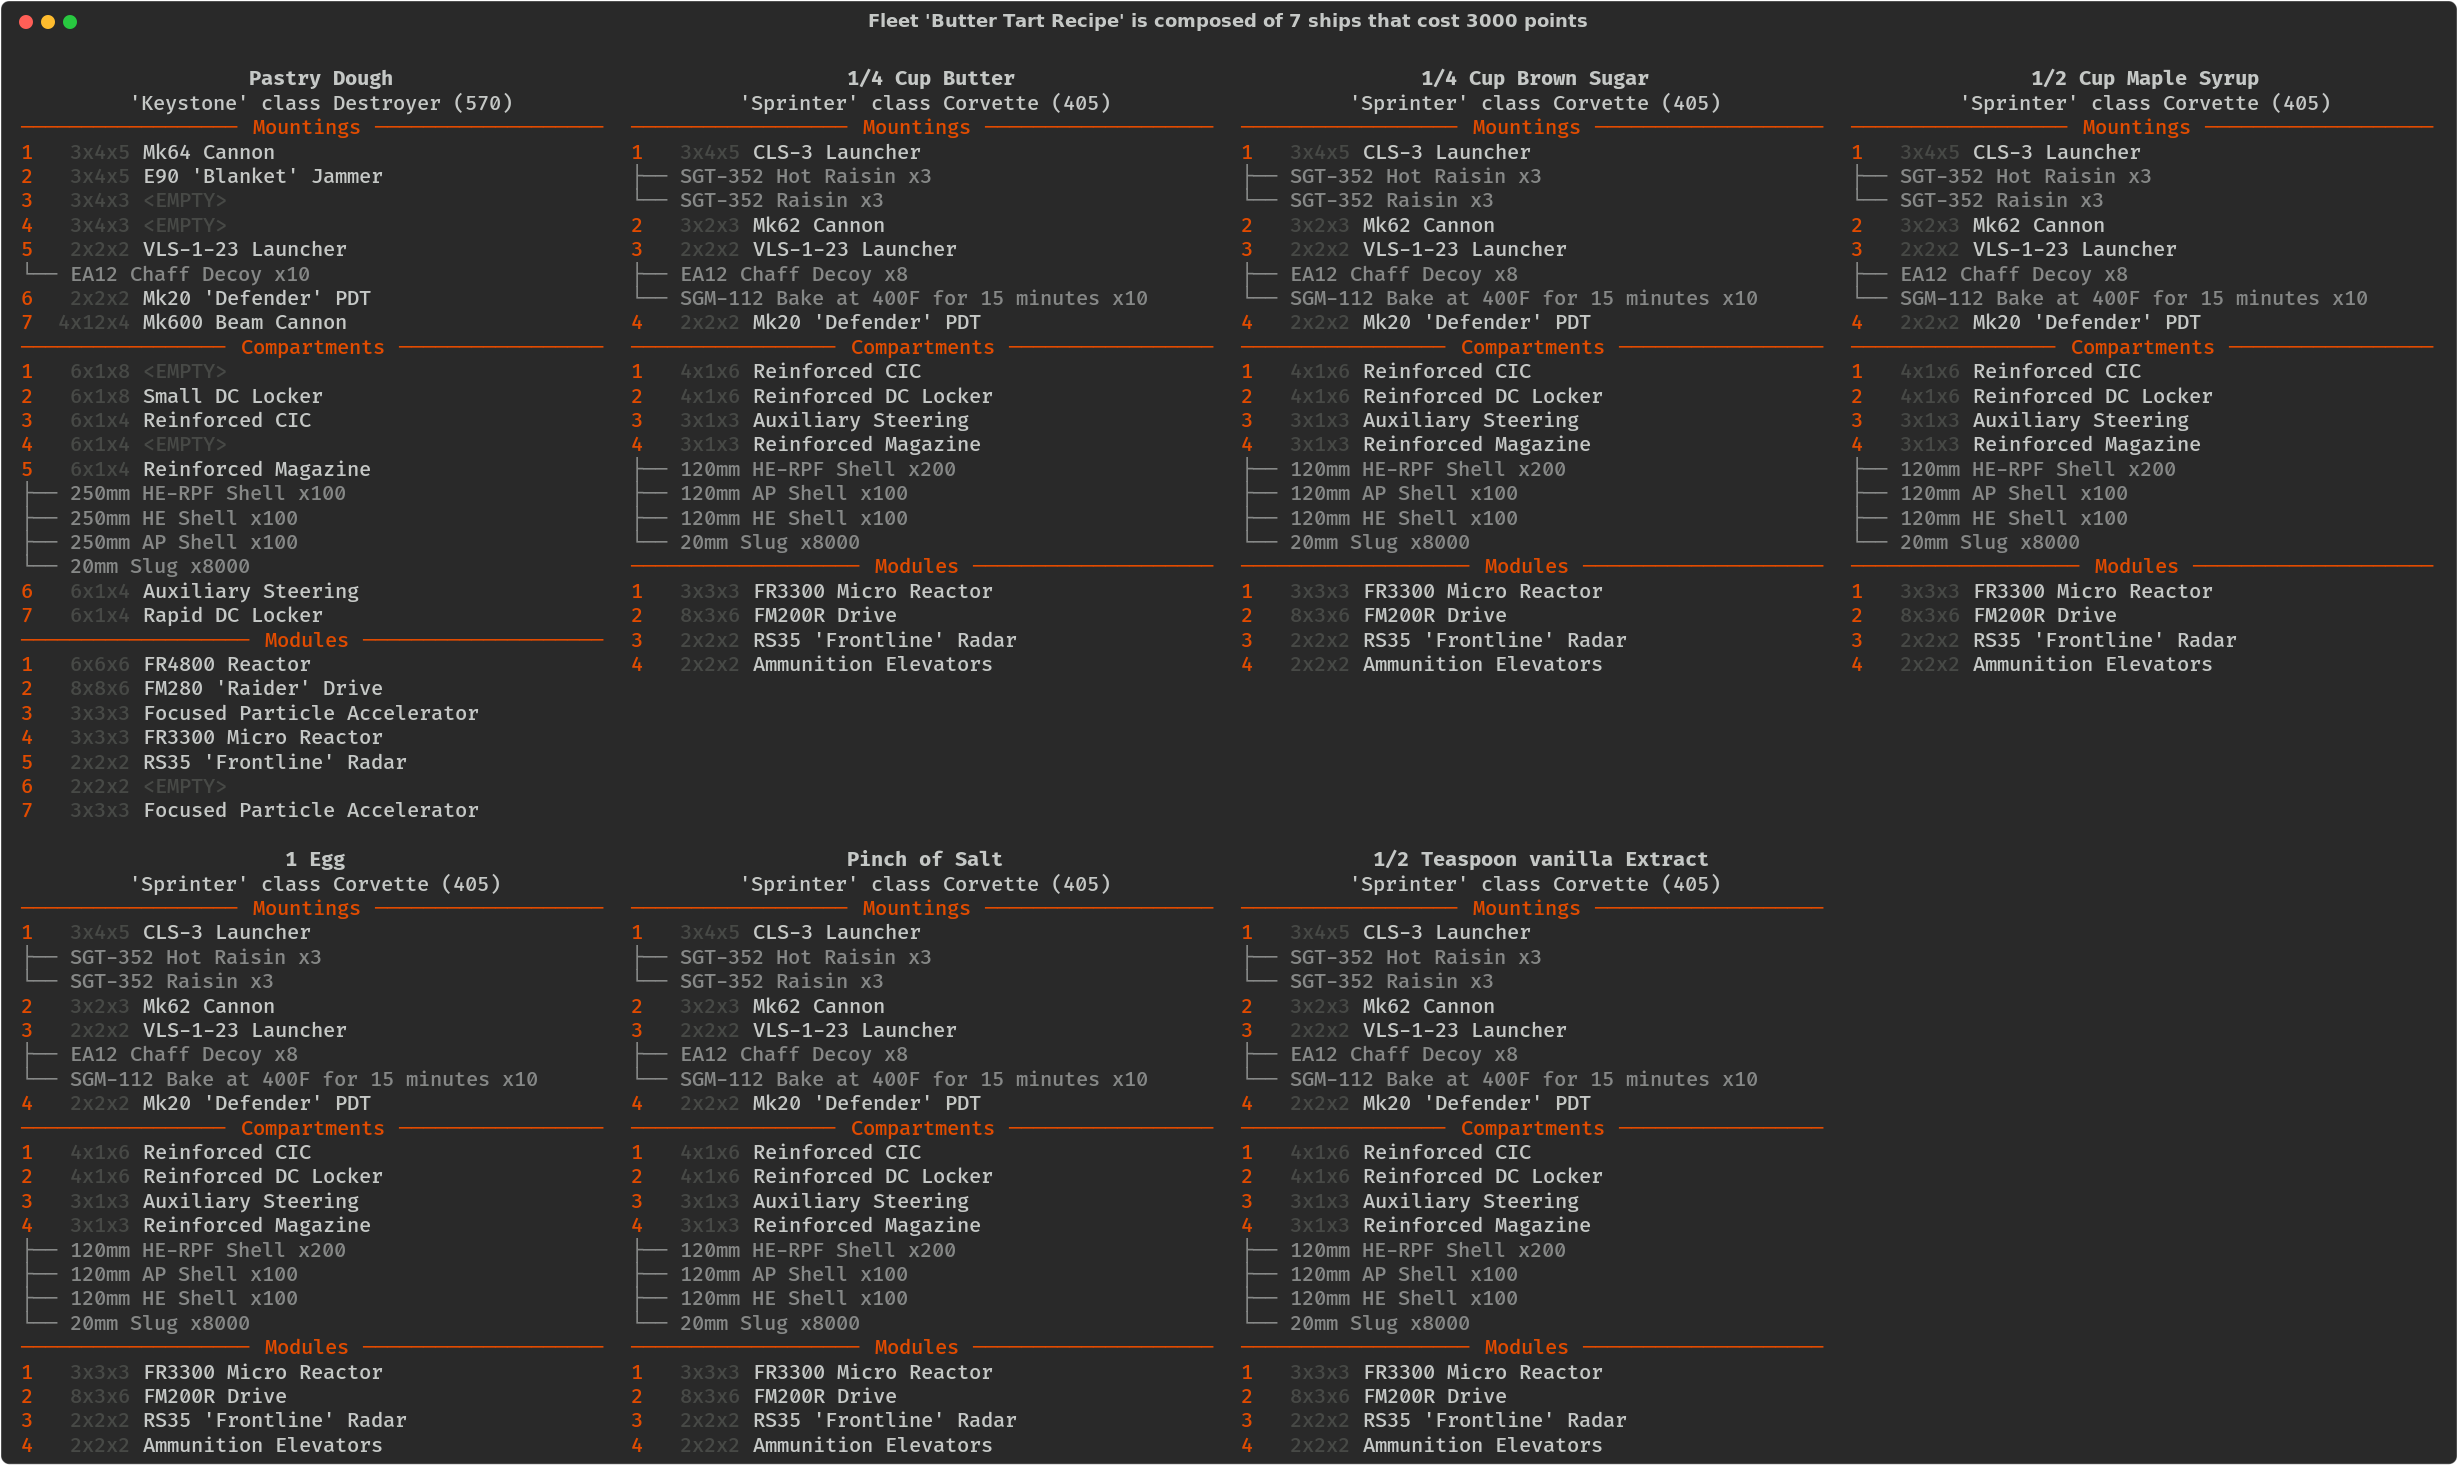 Fleet 'Butter Tart Recipe' is composed of 7 ships that cost 3000 points
Pastry Dough
'Keystone' class Destroyer (570)
Mountings
1 3x4x5 Mk64 Cannon
2 3x4x5 E90 'Blanket' Jammer
3 3x4x3 <EMPTY>
4 3x4x3 <EMPTY>
5 2x2x2 VLS-1-23 Launcher
EA12 Chaff Decoy x10
6 2x2x2 Mk20 'Defender' PDT
7 4x12x4 Mk600 Beam Cannon
Compartments
1 6x1x8 <EMPTY>
2 6x1x8 Small DC Locker
3 6x1x4 Reinforced CIC
4 6x1x4 <EMPTY>
5 6x1x4 Reinforced Magazine
250mm HE-RPF Shell x100
250mm HE Shell x100
250mm AP Shell x100
20mm Slug x8000
6 6x1x4 Auxiliary Steering
7 6x1x4 Rapid DC Locker
Modules
1 6x6x6 FR4800 Reactor
2 8x8x6 FM280 'Raider' Drive
3 3x3x3 Focused Particle Accelerator
4 3x3x3 FR3300 Micro Reactor
5 2x2x2 RS35 'Frontline' Radar
6 2x2x2 <EMPTY>
7 3x3x3 Focused Particle Accelerator
1/4 Cup Butter
'Sprinter' class Corvette (405)
Mountings
1 3x4x5 CLS-3 Launcher
SGT-352 Hot Raisin x3
SGT-352 Raisin x3
2 3x2x3 Mk62 Cannon
3 2x2x2 VLS-1-23 Launcher
EA12 Chaff Decoy x8
SGM-112 Bake at 400F for 15 minutes x10
4 2x2x2 Mk20 'Defender' PDT
Compartments
1 4x1x6 Reinforced CIC
2 4x1x6 Reinforced DC Locker
3 3x1x3 Auxiliary Steering
4 3x1x3 Reinforced Magazine
120mm HE-RPF Shell x200
120mm AP Shell x100
120mm HE Shell x100
20mm Slug x8000
Modules
1 3x3x3 FR3300 Micro Reactor
2 8x3x6 FM200R Drive
3 2x2x2 RS35 'Frontline' Radar
4 2x2x2 Ammunition Elevators
1/4 Cup Brown Sugar
'Sprinter' class Corvette (405)
Mountings
1 3x4x5 CLS-3 Launcher
SGT-352 Hot Raisin x3
SGT-352 Raisin x3
2 3x2x3 Mk62 Cannon
3 2x2x2 VLS-1-23 Launcher
EA12 Chaff Decoy x8
SGM-112 Bake at 400F for 15 minutes x10
4 2x2x2 Mk20 'Defender' PDT
Compartments
1 4x1x6 Reinforced CIC
2 4x1x6 Reinforced DC Locker
3 3x1x3 Auxiliary Steering
4 3x1x3 Reinforced Magazine
120mm HE-RPF Shell x200
120mm AP Shell x100
120mm HE Shell x100
20mm Slug x8000
Modules
1 3x3x3 FR3300 Micro Reactor
2 8x3x6 FM200R Drive
3 2x2x2 RS35 'Frontline' Radar
4 2x2x2 Ammunition Elevators
1/2 Cup Maple Syrup
'Sprinter' class Corvette (405)
Mountings
1 3x4x5 CLS-3 Launcher
SGT-352 Hot Raisin x3
SGT-352 Raisin x3
2 3x2x3 Mk62 Cannon
3 2x2x2 VLS-1-23 Launcher
EA12 Chaff Decoy x8
SGM-112 Bake at 400F for 15 minutes x10
4 2x2x2 Mk20 'Defender' PDT
Compartments
1 4x1x6 Reinforced CIC
2 4x1x6 Reinforced DC Locker
3 3x1x3 Auxiliary Steering
4 3x1x3 Reinforced Magazine
120mm HE-RPF Shell x200
120mm AP Shell x100
120mm HE Shell x100
20mm Slug x8000
Modules
1 3x3x3 FR3300 Micro Reactor
2 8x3x6 FM200R Drive
3 2x2x2 RS35 'Frontline' Radar
4 2x2x2 Ammunition Elevators
1 Egg
'Sprinter' class Corvette (405)
Mountings
1 3x4x5 CLS-3 Launcher
SGT-352 Hot Raisin x3
SGT-352 Raisin x3
2 3x2x3 Mk62 Cannon
3 2x2x2 VLS-1-23 Launcher
EA12 Chaff Decoy x8
SGM-112 Bake at 400F for 15 minutes x10
4 2x2x2 Mk20 'Defender' PDT
Compartments
1 4x1x6 Reinforced CIC
2 4x1x6 Reinforced DC Locker
3 3x1x3 Auxiliary Steering
4 3x1x3 Reinforced Magazine
120mm HE-RPF Shell x200
120mm AP Shell x100
120mm HE Shell x100
20mm Slug x8000
Modules
1 3x3x3 FR3300 Micro Reactor
2 8x3x6 FM200R Drive
3 2x2x2 RS35 'Frontline' Radar
4 2x2x2 Ammunition Elevators
Pinch of Salt
'Sprinter' class Corvette (405)
Mountings
1 3x4x5 CLS-3 Launcher
SGT-352 Hot Raisin x3
SGT-352 Raisin x3
2 3x2x3 Mk62 Cannon
3 2x2x2 VLS-1-23 Launcher
EA12 Chaff Decoy x8
SGM-112 Bake at 400F for 15 minutes x10
4 2x2x2 Mk20 'Defender' PDT
Compartments
1 4x1x6 Reinforced CIC
2 4x1x6 Reinforced DC Locker
3 3x1x3 Auxiliary Steering
4 3x1x3 Reinforced Magazine
120mm HE-RPF Shell x200
120mm AP Shell x100
120mm HE Shell x100
20mm Slug x8000
Modules
1 3x3x3 FR3300 Micro Reactor
2 8x3x6 FM200R Drive
3 2x2x2 RS35 'Frontline' Radar
4 2x2x2 Ammunition Elevators
1/2 Teaspoon vanilla Extract
'Sprinter' class Corvette (405)
Mountings
1 3x4x5 CLS-3 Launcher
SGT-352 Hot Raisin x3
SGT-352 Raisin x3
2 3x2x3 Mk62 Cannon
3 2x2x2 VLS-1-23 Launcher
EA12 Chaff Decoy x8
SGM-112 Bake at 400F for 15 minutes x10
4 2x2x2 Mk20 'Defender' PDT
Compartments
1 4x1x6 Reinforced CIC
2 4x1x6 Reinforced DC Locker
3 3x1x3 Auxiliary Steering
4 3x1x3 Reinforced Magazine
120mm HE-RPF Shell x200
120mm AP Shell x100
120mm HE Shell x100
20mm Slug x8000
Modules
1 3x3x3 FR3300 Micro Reactor
2 8x3x6 FM200R Drive
3 2x2x2 RS35 'Frontline' Radar
4 2x2x2 Ammunition Elevators